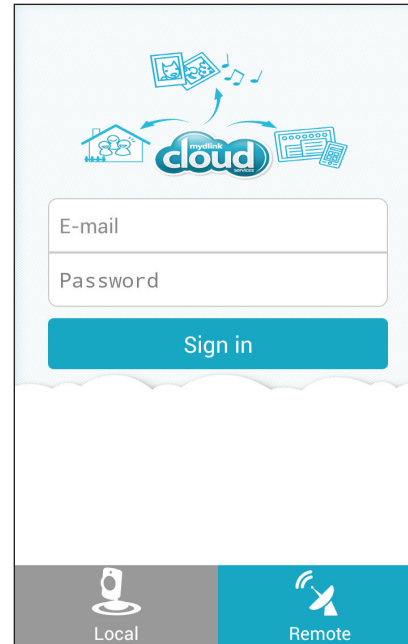 mydlink
cloud
services
E-mail
Password
Sign in
Local
Remote